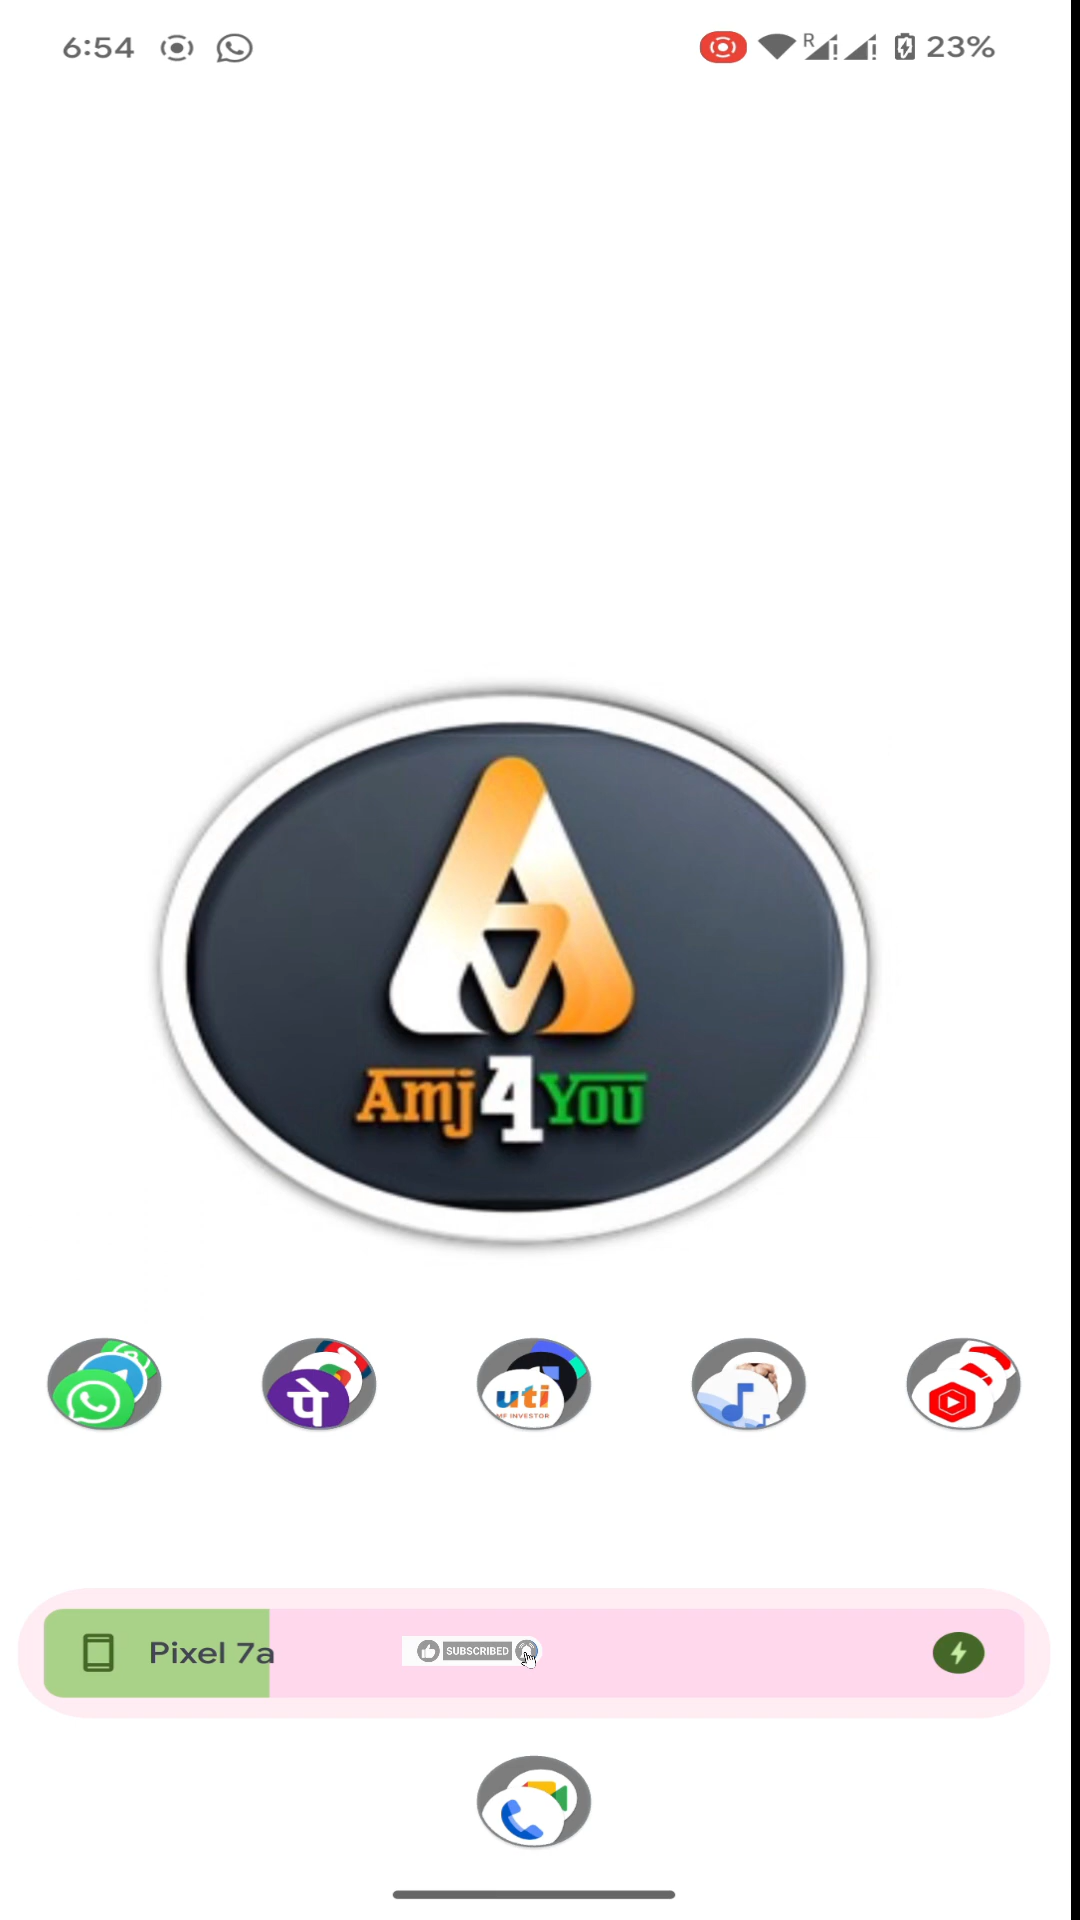 6:54 R 23%
Amj4You
पे
uti
MF INVESTOR
Pixel 7a
SUBSCRIBED